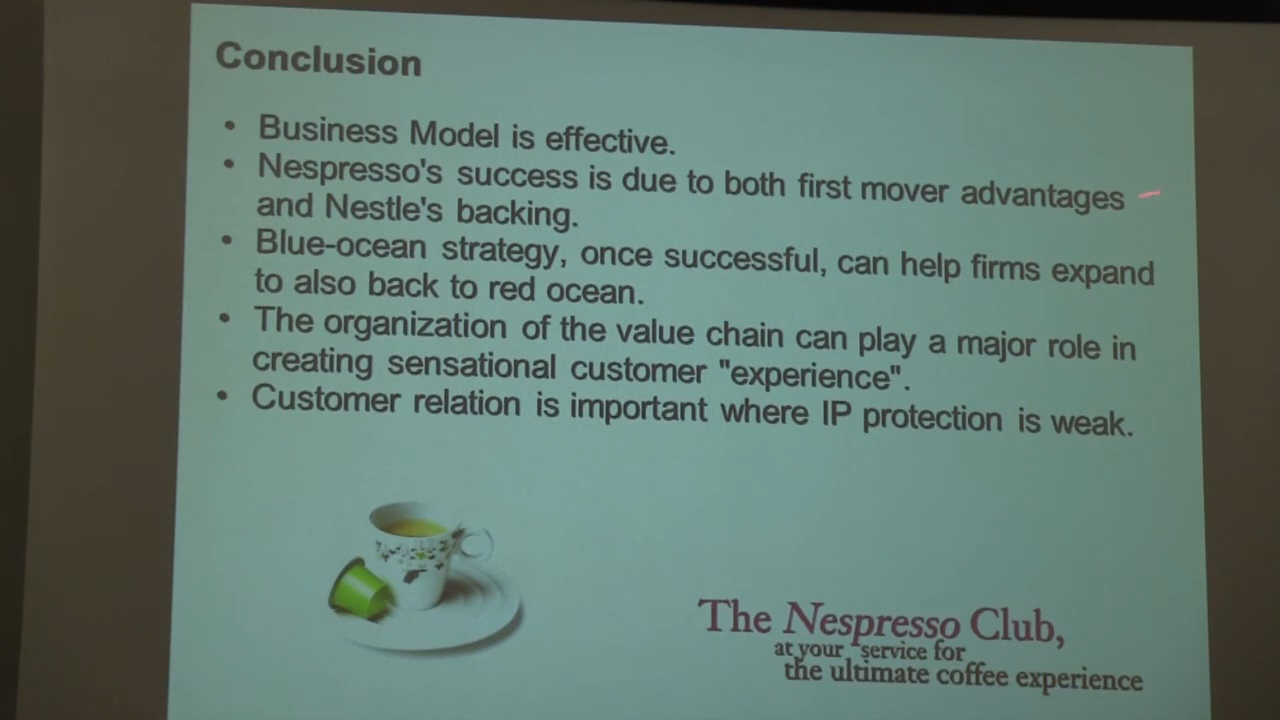 Conclusion
• Business Model is effective.
• Nespresso's success is due to both first mover advantages
and Nestle's backing.
• Blue-ocean strategy, once successful, can help firms expand
to also back to red ocean.
• The organization of the value chain can play a major role in
creating sensational customer "experience".
• Customer relation is important where IP protection is weak.
The Nespresso Club,
at your service for
the ultimate coffee experience